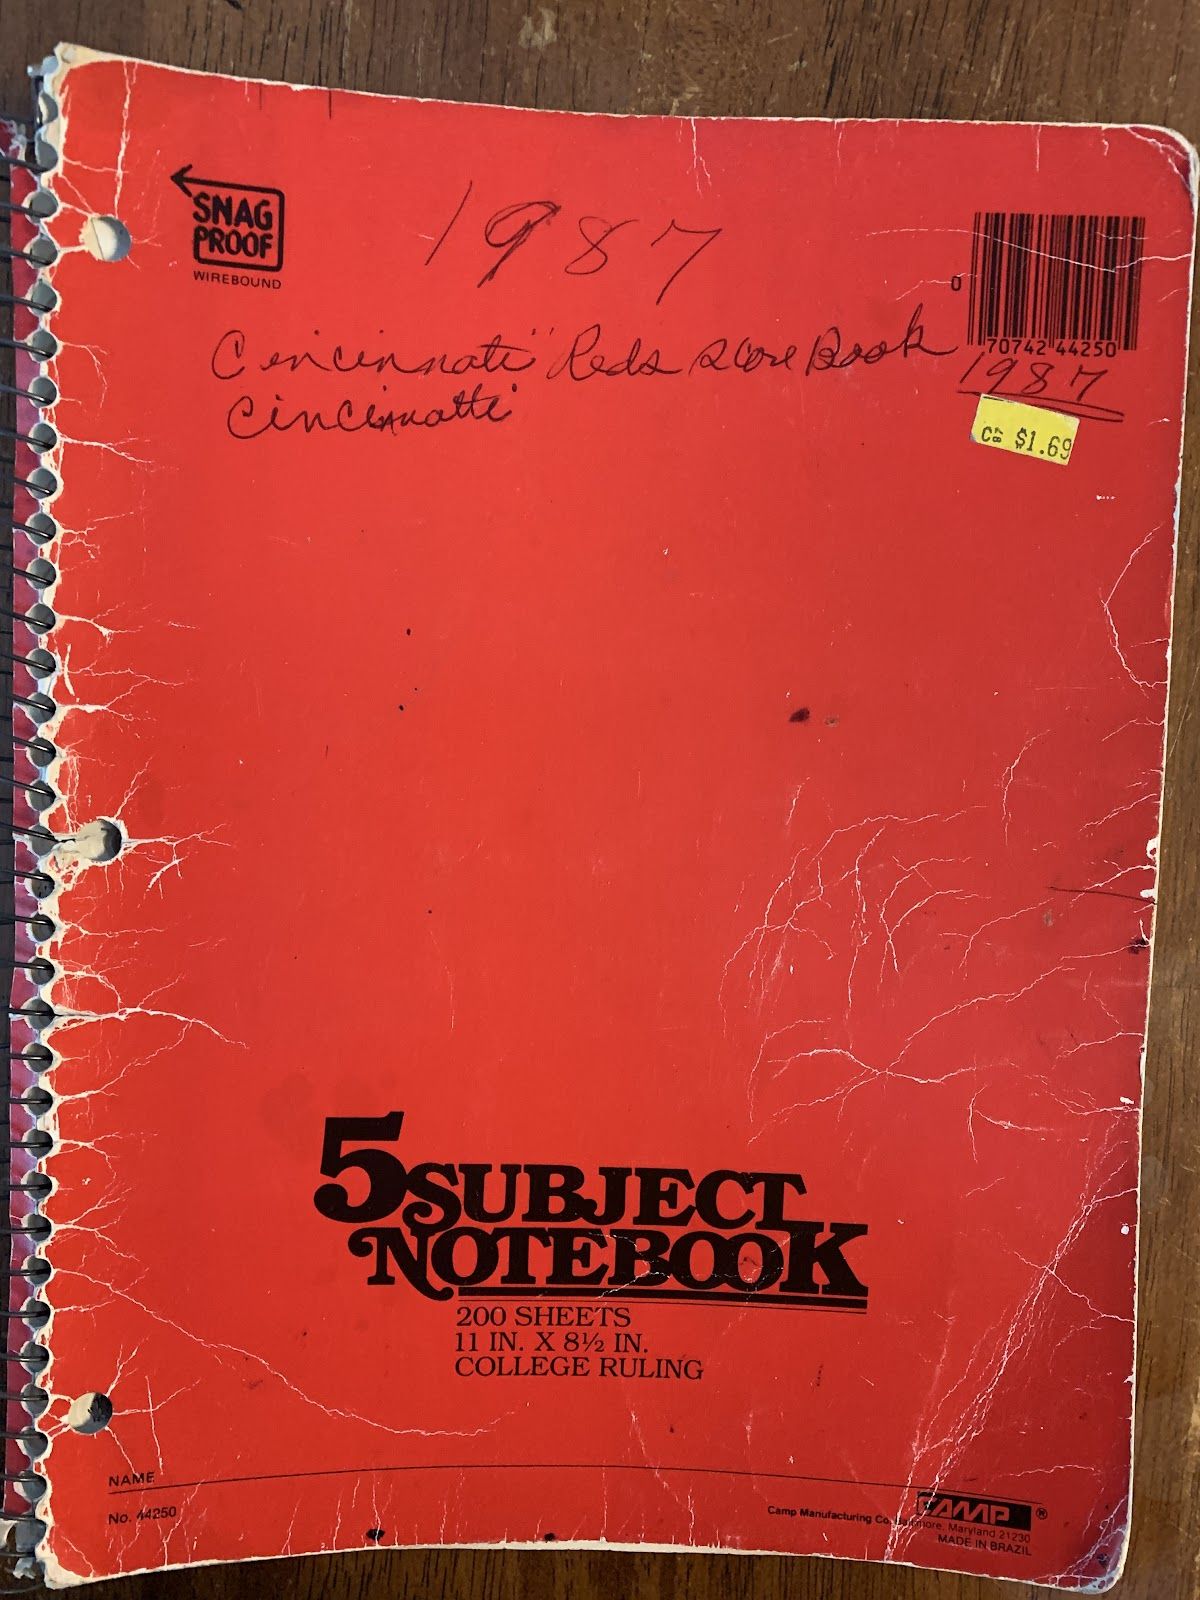 SNAG
PROOF
WIREBOUND
1987
Cincinnati Reds Score Book
Cincinnatti
0 70742 44250
1987
$1.69
5 SUBJECT
NOTEBOOK
200 SHEETS
11 IN. X 8½ IN.
COLLEGE RULING
NAME
No. 44250
CAMP ®
Camp Manufacturing Co. Baltimore, Maryland 21230
MADE IN BRAZIL